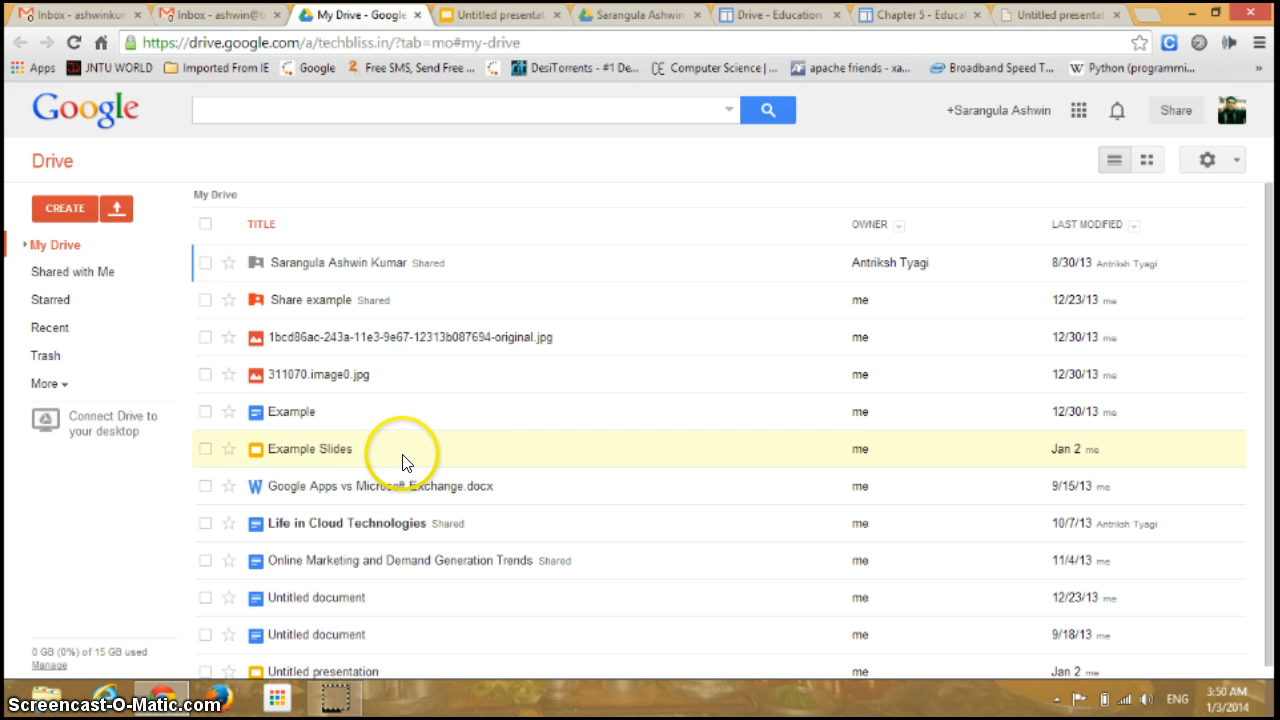 Inbox - ashwinkun
Inbox - ashwin@t
My Drive - Google
Untitled presentat
Sarangula Ashwin
Drive - Education
Chapter 5 - Educa
Untitled presentat
https://drive.google.com/a/techbliss.in/?tab=mo#my-drive
Apps
JNTU WORLD
Imported From IE
Google
Free SMS, Send Free ...
DesiTorrents - #1 De...
Computer Science | ...
apache friends - xa...
Broadband Speed T...
Python (programmi...
»
Google
+Sarangula Ashwin
Share
Drive
CREATE
My Drive
Shared with Me
Starred
Recent
Trash
More
Connect Drive to
your desktop
0 GB (0%) of 15 GB used
Manage
My Drive
TITLE OWNER LAST MODIFIED
Sarangula Ashwin Kumar Shared Antriksh Tyagi 8/30/13 Antriksh Tyagi
Share example Shared me 12/23/13 me
1bcd86ac-243a-11e3-9e67-12313b087694-original.jpg me 12/30/13 me
311070.image0.jpg me 12/30/13 me
Example me 12/30/13 me
Example Slides me Jan 2 me
Google Apps vs Microsoft Exchange.docx me 9/15/13 me
Life in Cloud Technologies Shared me 10/7/13 Antriksh Tyagi
Online Marketing and Demand Generation Trends Shared me 11/4/13 me
Untitled document me 12/23/13 me
Untitled document me 9/18/13 me
Untitled presentation me Jan 2 me
Screencast-O-Matic.com
ENG
3:50 AM
1/3/2014